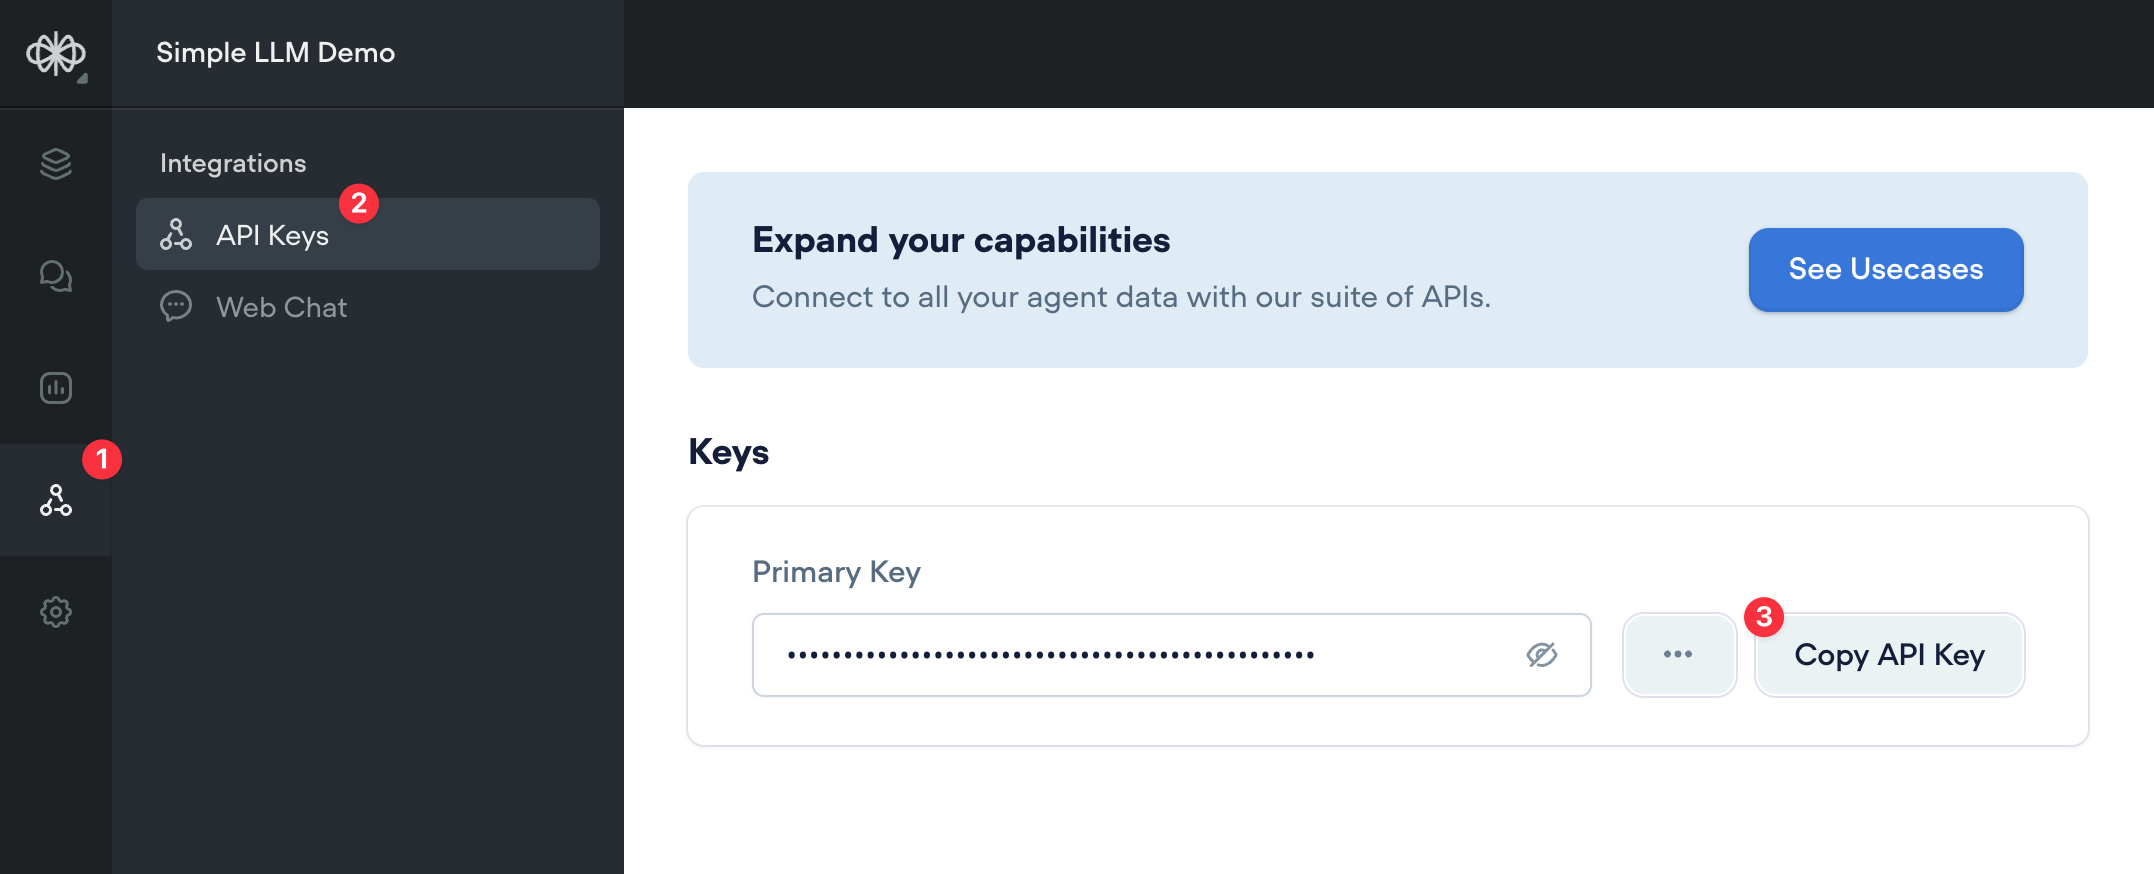 Simple LLM Demo
Integrations
2
API Keys
Web Chat
1
Expand your capabilities
Connect to all your agent data with our suite of APIs.
See Usecases
Keys
Primary Key
••••••••••••••••••••••••••••••••••••••••••••••• 
•••
3
Copy API Key